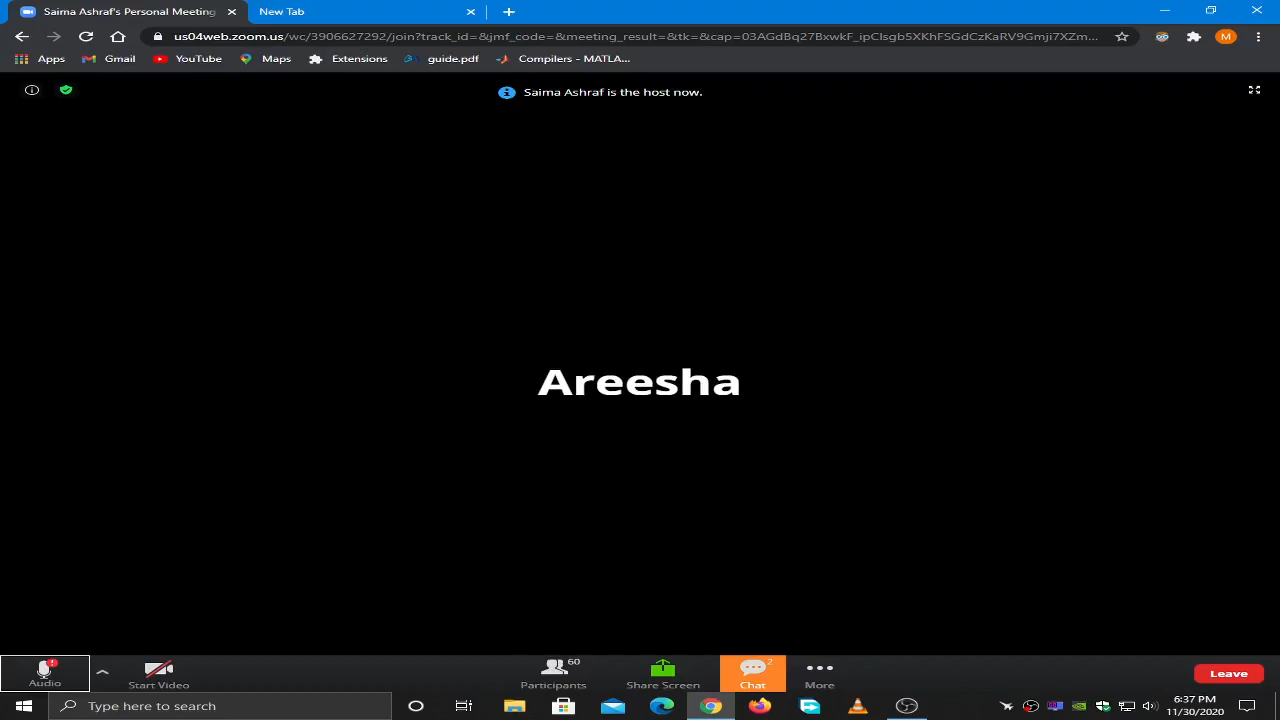 Saima Ashraf's Personal Meeting
New Tab
us04web.zoom.us/wc/3906627292/join?track_id=&jmf_code=&meeting_result=&tk=&cap=03AGdBq27BxwkF_ipClsgb5XKhFSGdCzKaRV9Gmji7XZm...
M
Apps
Gmail
YouTube
Maps
Extensions
guide.pdf
Compilers - MATLA...
Saima Ashraf is the host now.
Areesha
Audio
Start Video
60
Participants
Share Screen
2
Chat
More
Leave
Type here to search
6:37 PM
11/30/2020